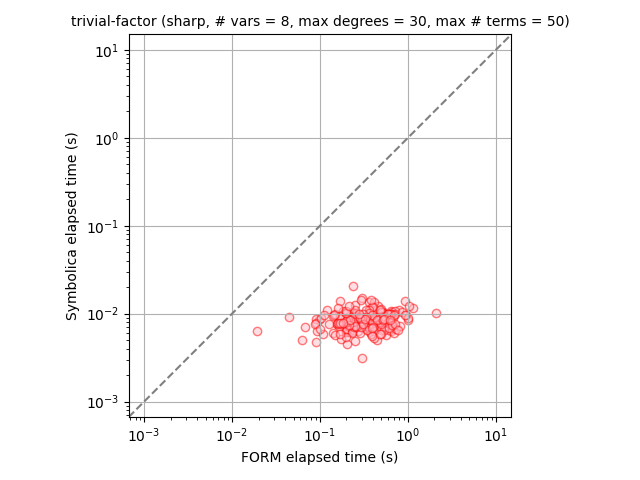 trivial-factor (sharp, # vars = 8, max degrees = 30, max # terms = 50)
Symbolica elapsed time (s)
10¹
10⁰
10⁻¹
10⁻²
10⁻³
10⁻³ 10⁻² 10⁻¹ 10⁰ 10¹
FORM elapsed time (s)